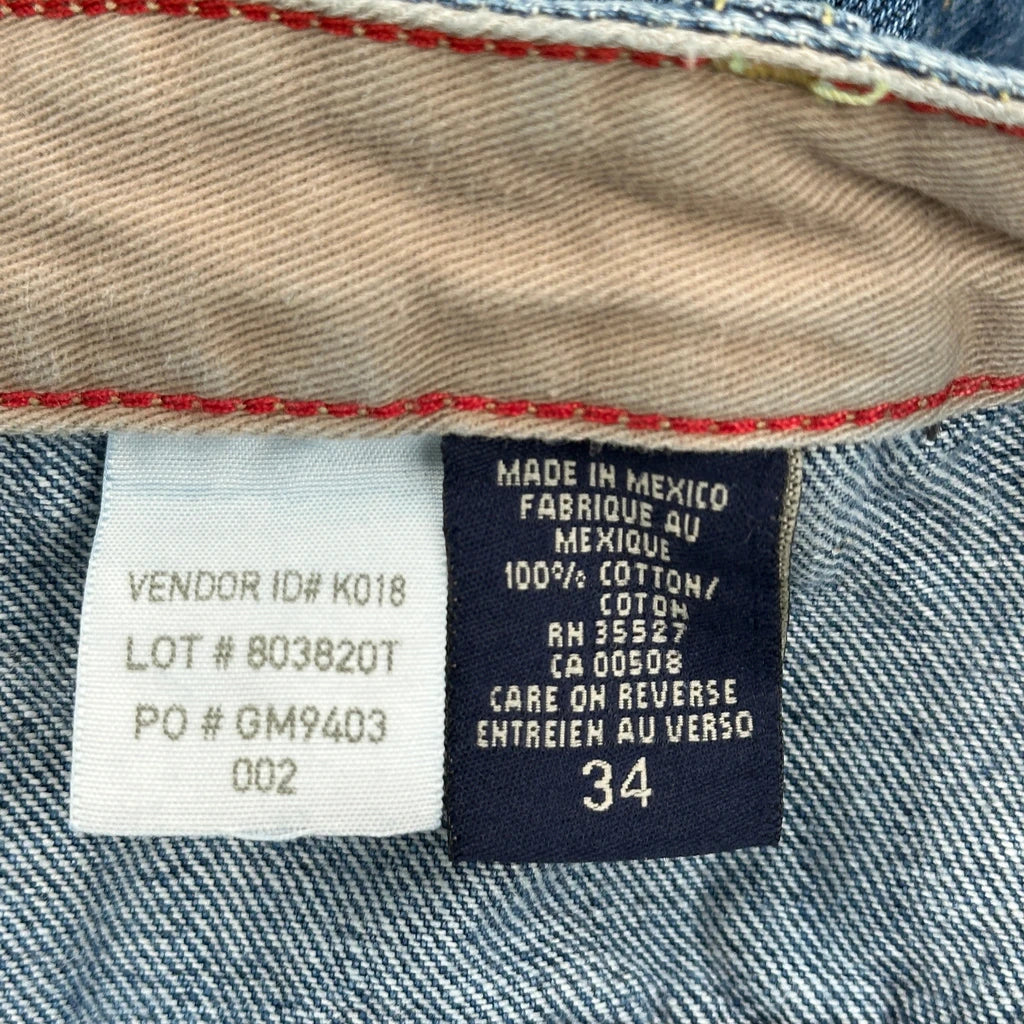 VENDOR ID# K018
LOT # 803820T
PO # GM9403
002
MADE IN MEXICO
FABRIQUE AU
MEXIQUE
100% COTTON/
COTON
RN 35527
CA 00508
CARE ON REVERSE
ENTREIEN AU VERSO
34